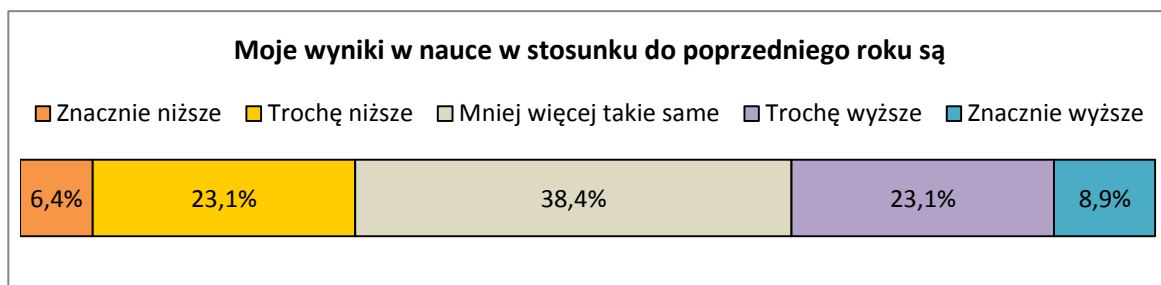 Moje wyniki w nauce w stosunku do poprzedniego roku są
Znacznie niższe Trochę niższe Mniej więcej takie same Trochę wyższe Znacznie wyższe
6,4% 23,1% 38,4% 23,1% 8,9%